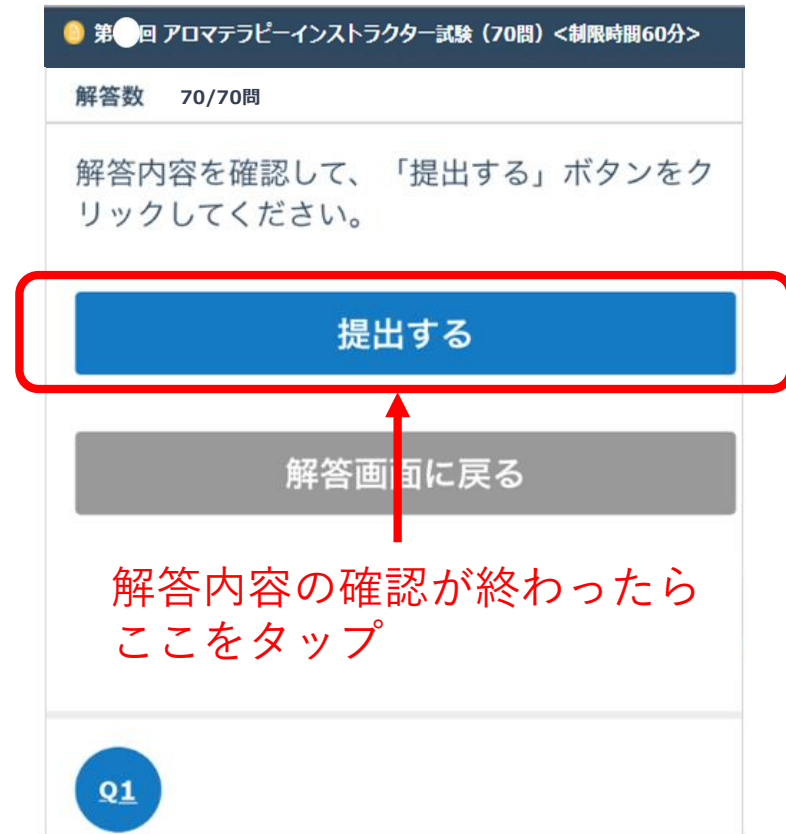 第 回 アロマテラピーインストラクター試験（70問）<制限時間60分>
解答数 70/70問
解答内容を確認して、「提出する」ボタンをク
リックしてください。
提出する
解答画面に戻る
解答内容の確認が終わったら
ここをタップ
Q1